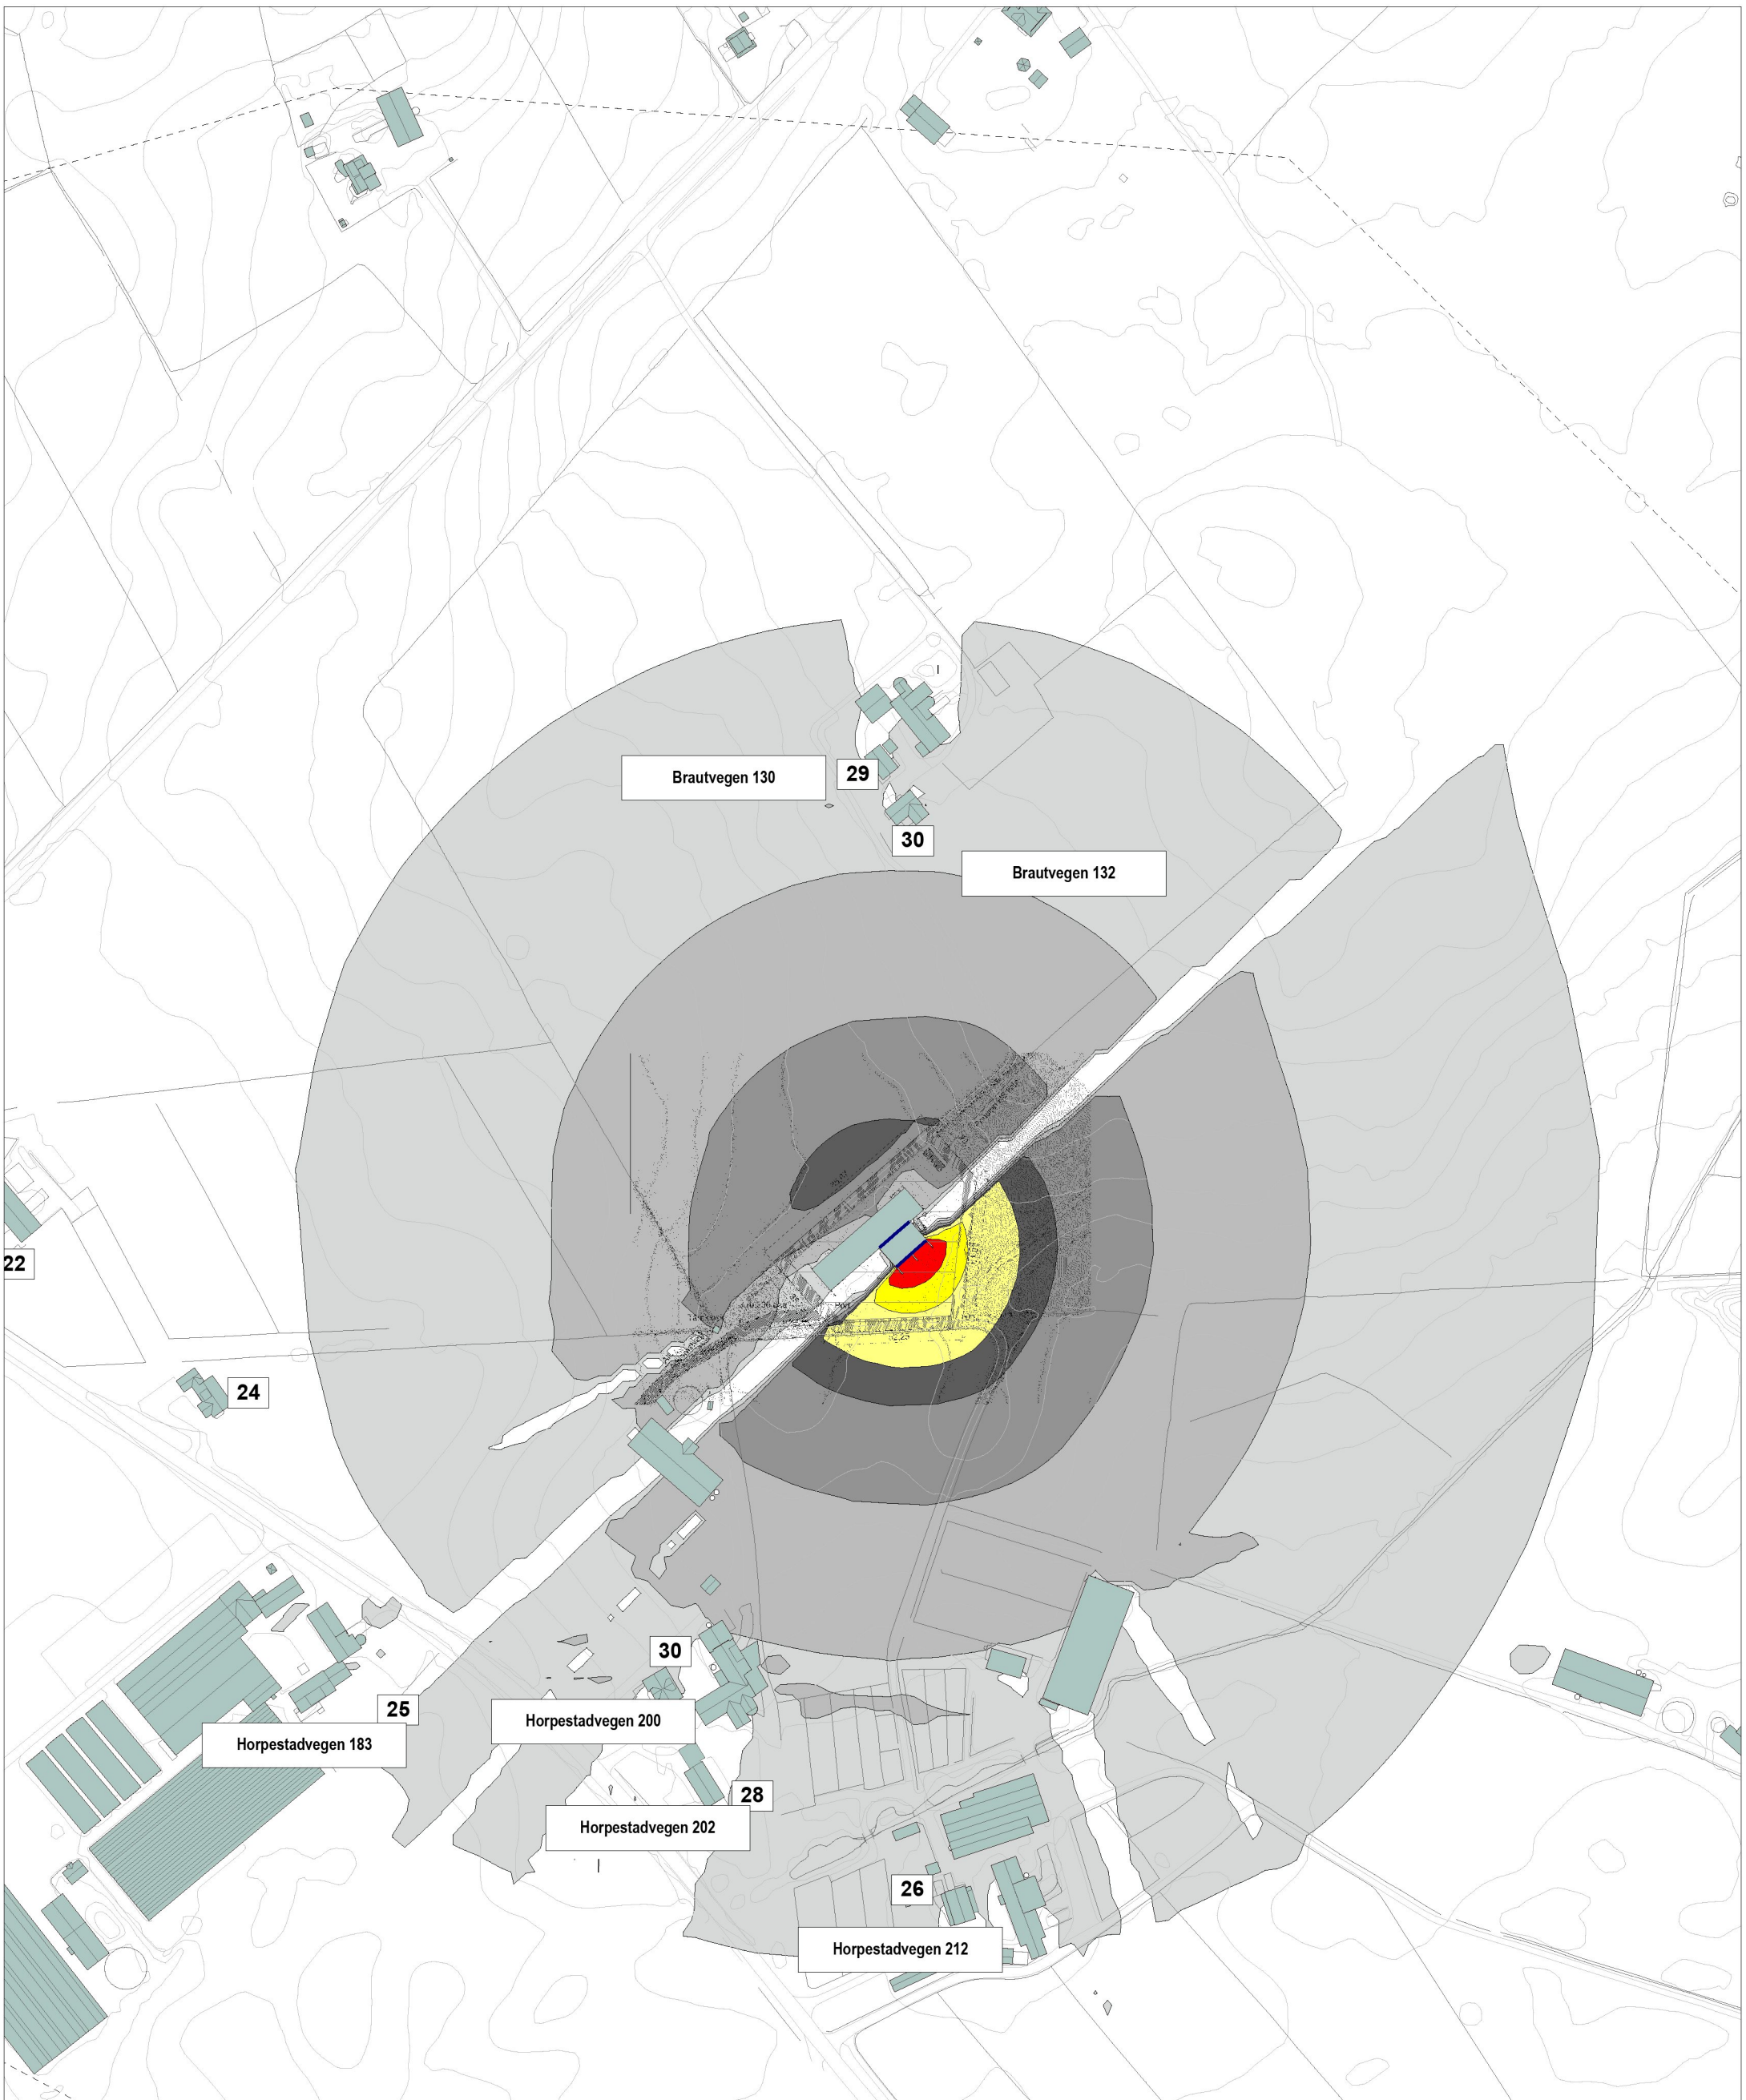 Brautvegen 130
29
30
Brautvegen 132
22
24
30
25
Horpestadvegen 200
Horpestadvegen 183
28
Horpestadvegen 202
26
Horpestadvegen 212